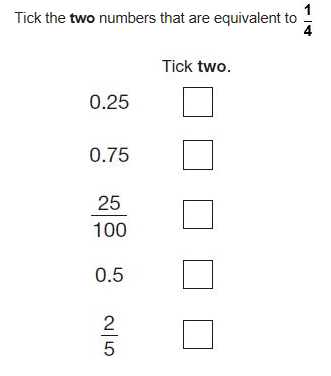 Tick the two numbers that are equivalent to 1/4
Tick two.
0.25
0.75
25/100
0.5
2/5